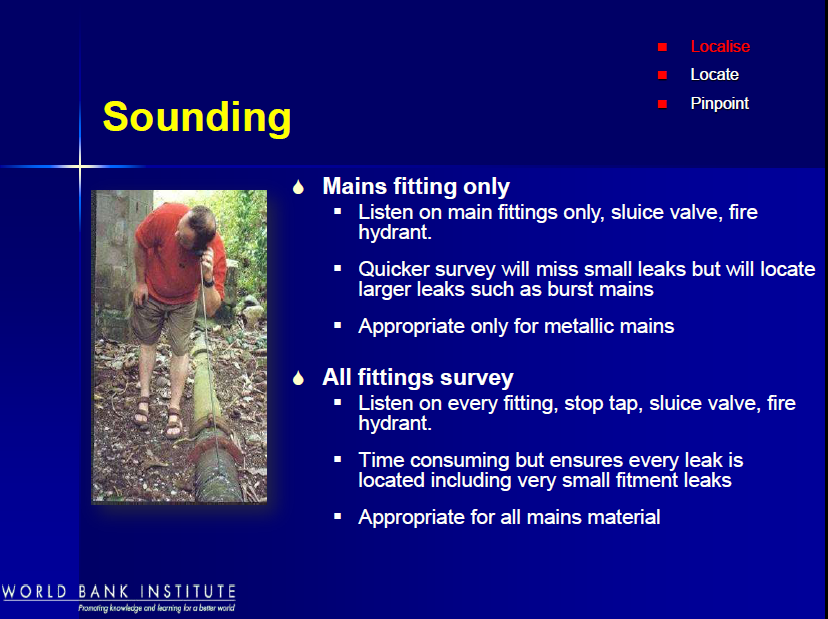 Localise
Locate
Pinpoint
Sounding
Mains fitting only
Listen on main fittings only, sluice valve, fire
hydrant.
Quicker survey will miss small leaks but will locate
larger leaks such as burst mains
Appropriate only for metallic mains
All fittings survey
Listen on every fitting, stop tap, sluice valve, fire
hydrant.
Time consuming but ensures every leak is
located including very small fitment leaks
Appropriate for all mains material
WORLD BANK INSTITUTE
Promoting knowledge and learning for a better world